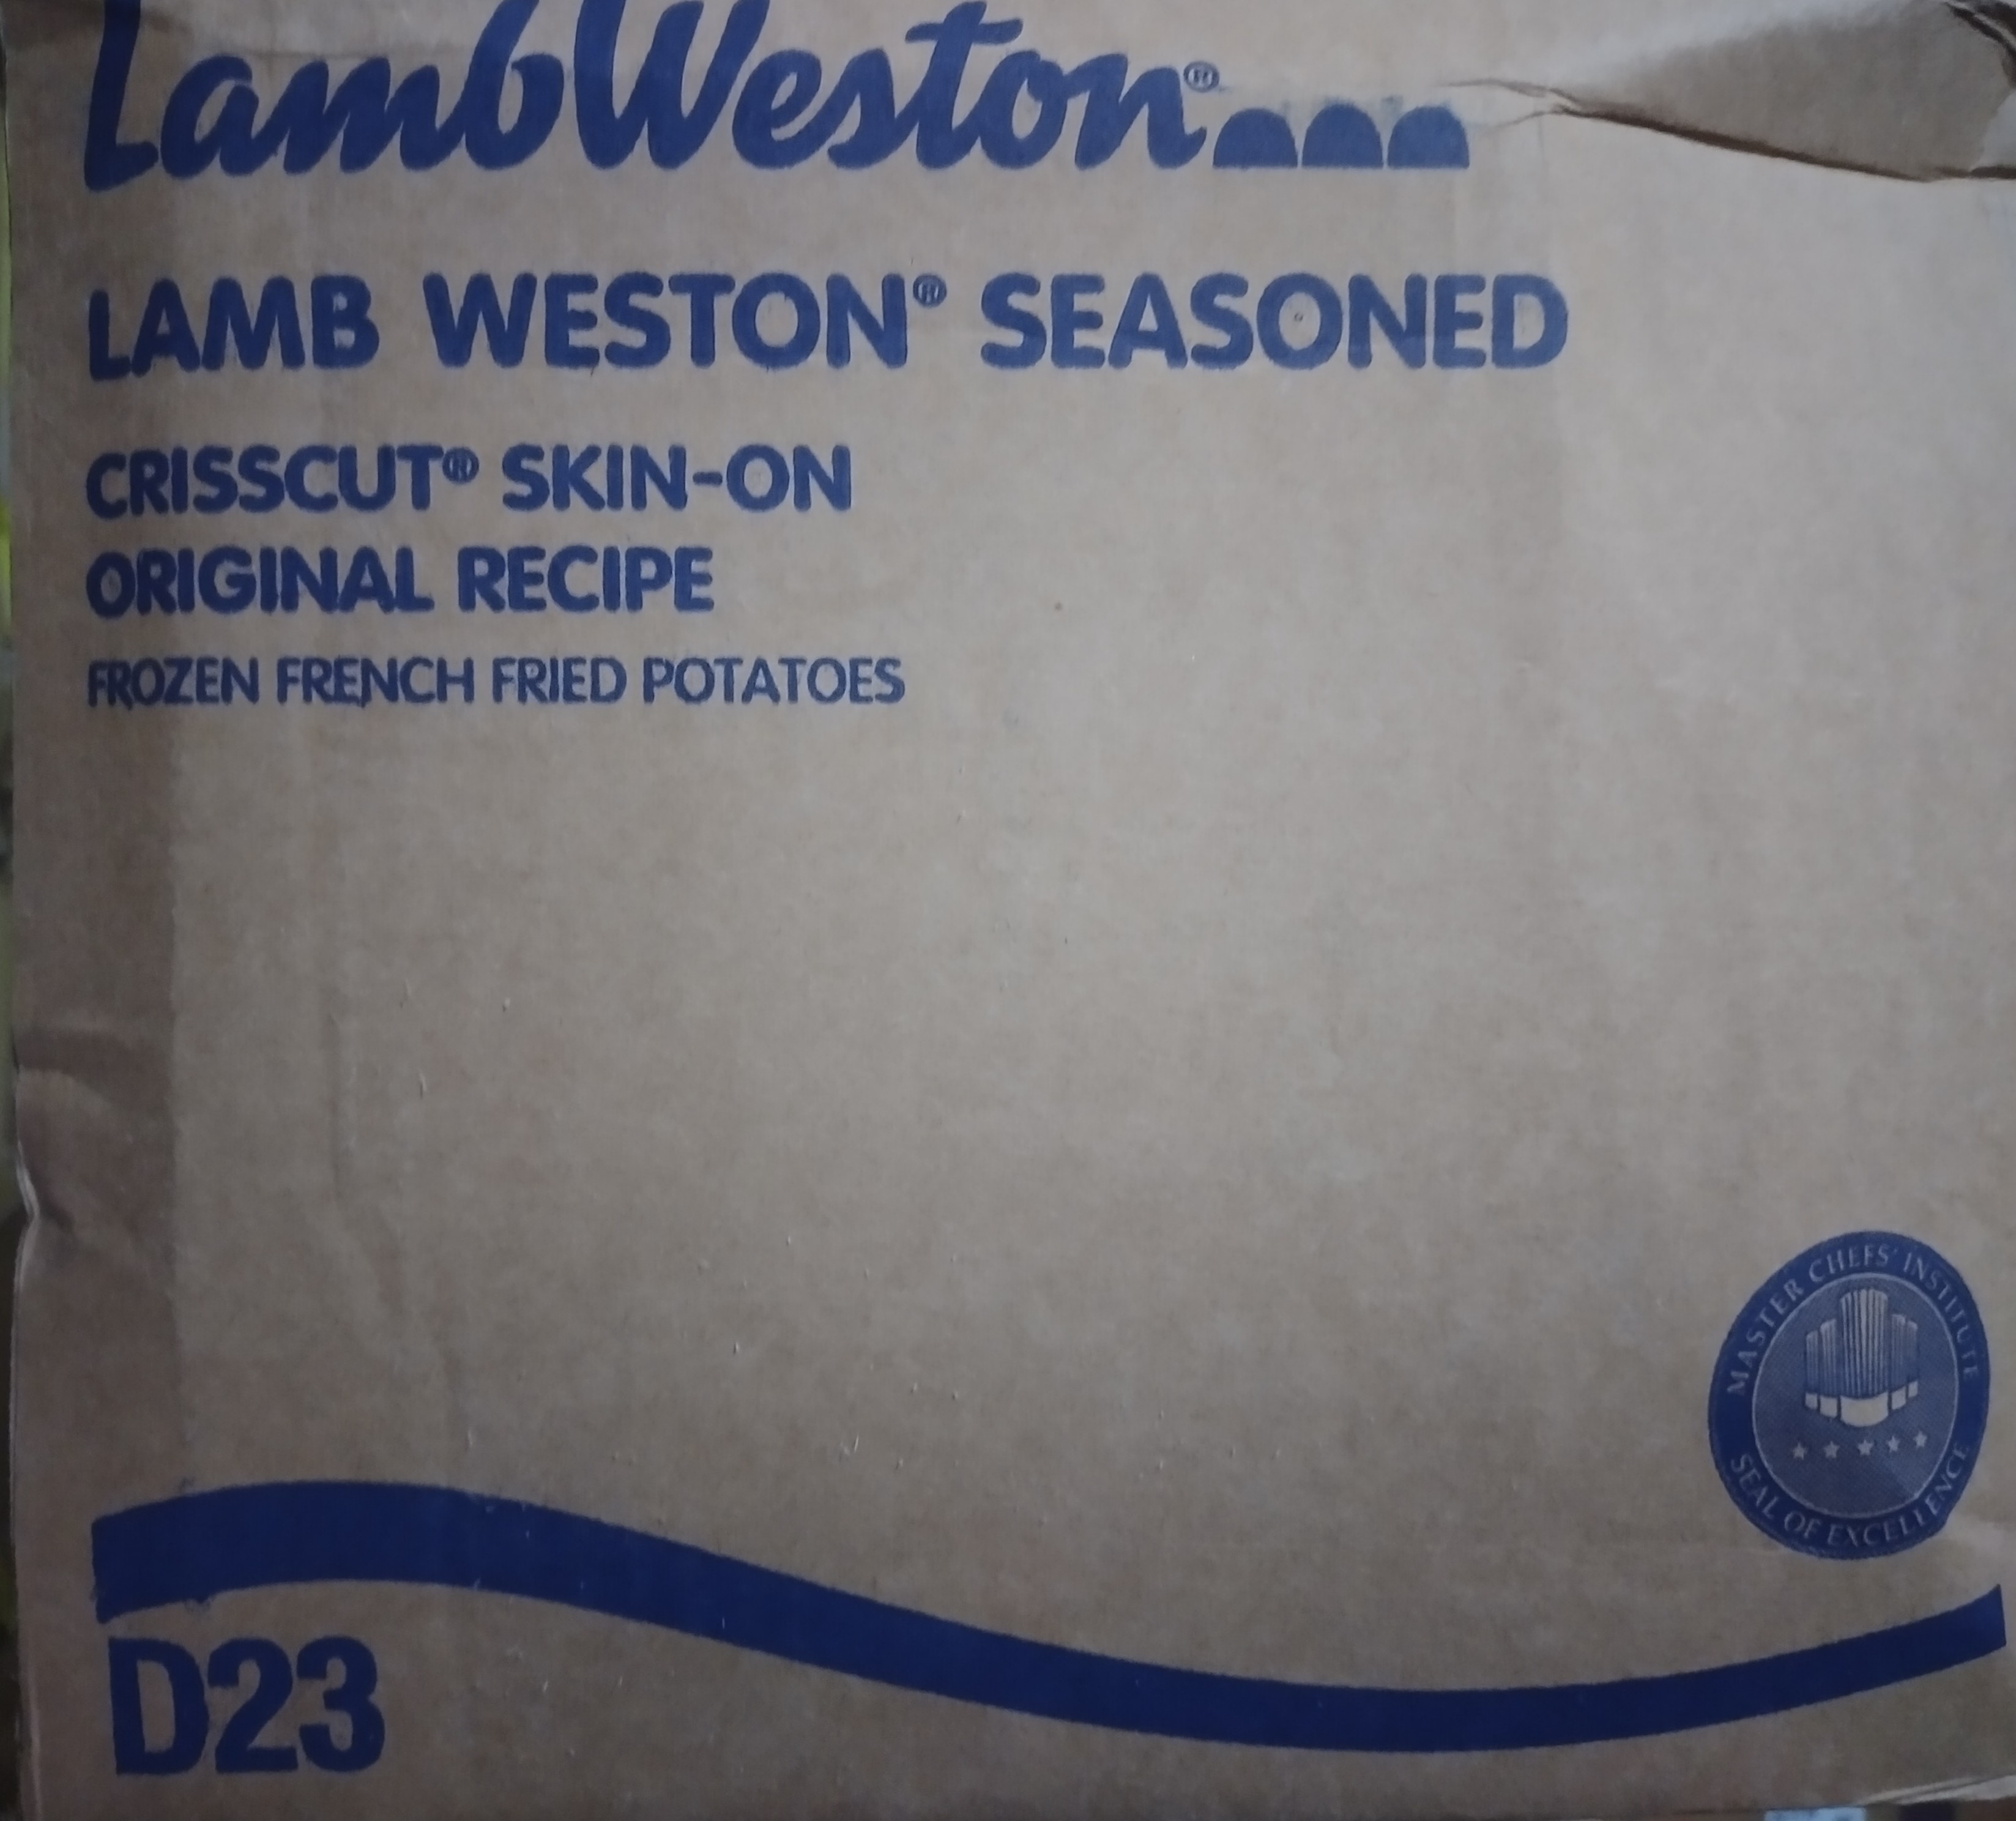 LambWeston®
LAMB WESTON® SEASONED
CRISSCUT® SKIN-ON
ORIGINAL RECIPE
FROZEN FRENCH FRIED POTATOES
MASTER CHEFS' INSTITUTE
SEAL OF EXCELLENCE
D23